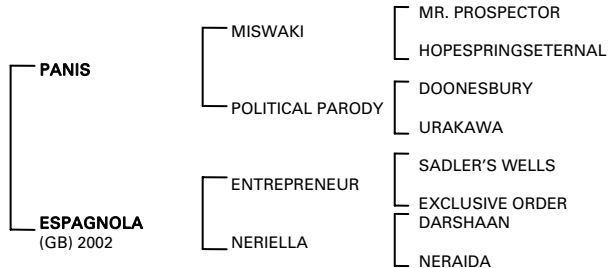 MR. PROSPECTOR
MISWAKI
HOPESPRINGSETERNAL
PANIS
DOONESBURY
POLITICAL PARODY
URAKAWA
SADLER'S WELLS
ENTREPRENEUR
EXCLUSIVE ORDER
ESPAGNOLA
DARSHAAN
(GB) 2002
NERIELLA
NERAIDA